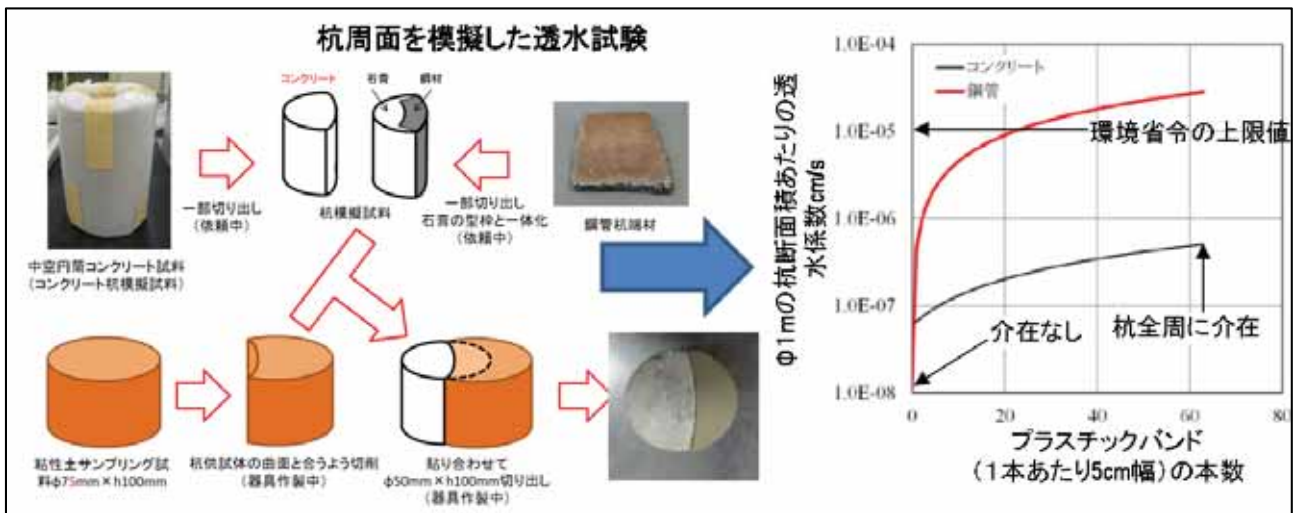 杭周面を模擬した透水試験
コンクリート
石膏
鋼材
一部切り出し
(依頼中)
杭模擬試料
一部切り出し
石膏の型枠と一体化
(依頼中)
鋼管杭端材
中空円筒コンクリート試料
(コンクリート杭模擬試料)
粘性土サンプリング試
料φ75mm×h100mm
杭供試体の曲面と合うよう切削
(器具作製中)
貼り合わせて
φ50mm×h100mm切り出し
(器具作製中)
φ1mの杭断面積あたりの透
水係数cm/s
1.0E-04
1.0E-05
1.0E-06
1.0E-07
1.0E-08
コンクリート
鋼管
環境省令の上限値
介在なし
杭全周に介在
0
20
40
60
80
プラスチックバンド
(1本あたり5cm幅)の本数